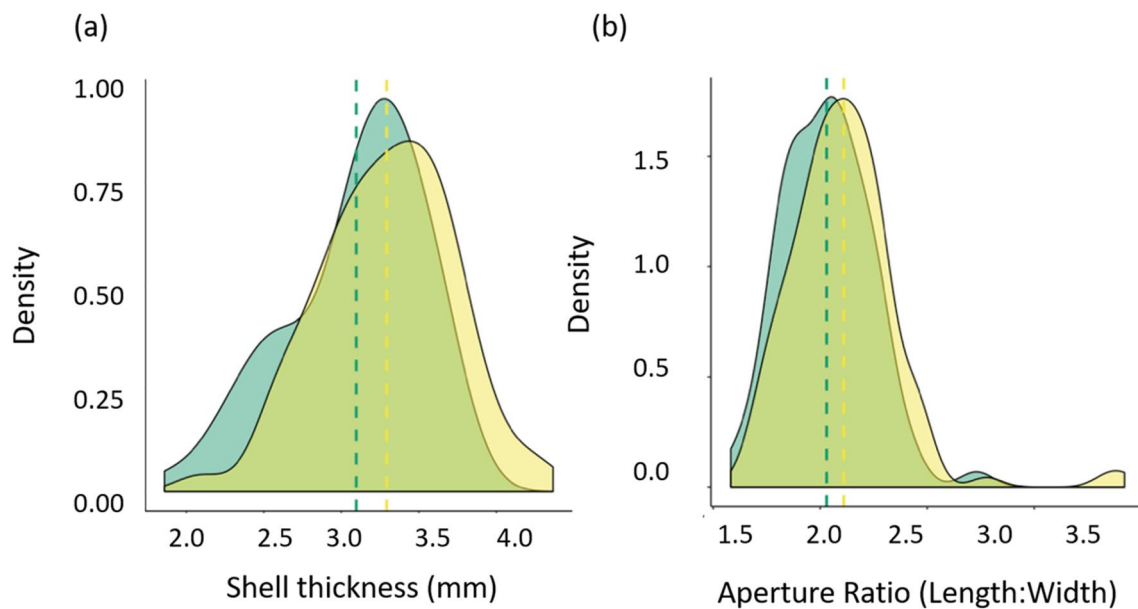 (a)
Density
1.00
0.75
0.50
0.25
0.00
2.0 2.5 3.0 3.5 4.0
Shell thickness (mm)
(b)
Density
1.5
1.0
0.5
0.0
1.5 2.0 2.5 3.0 3.5
Aperture Ratio (Length:Width)